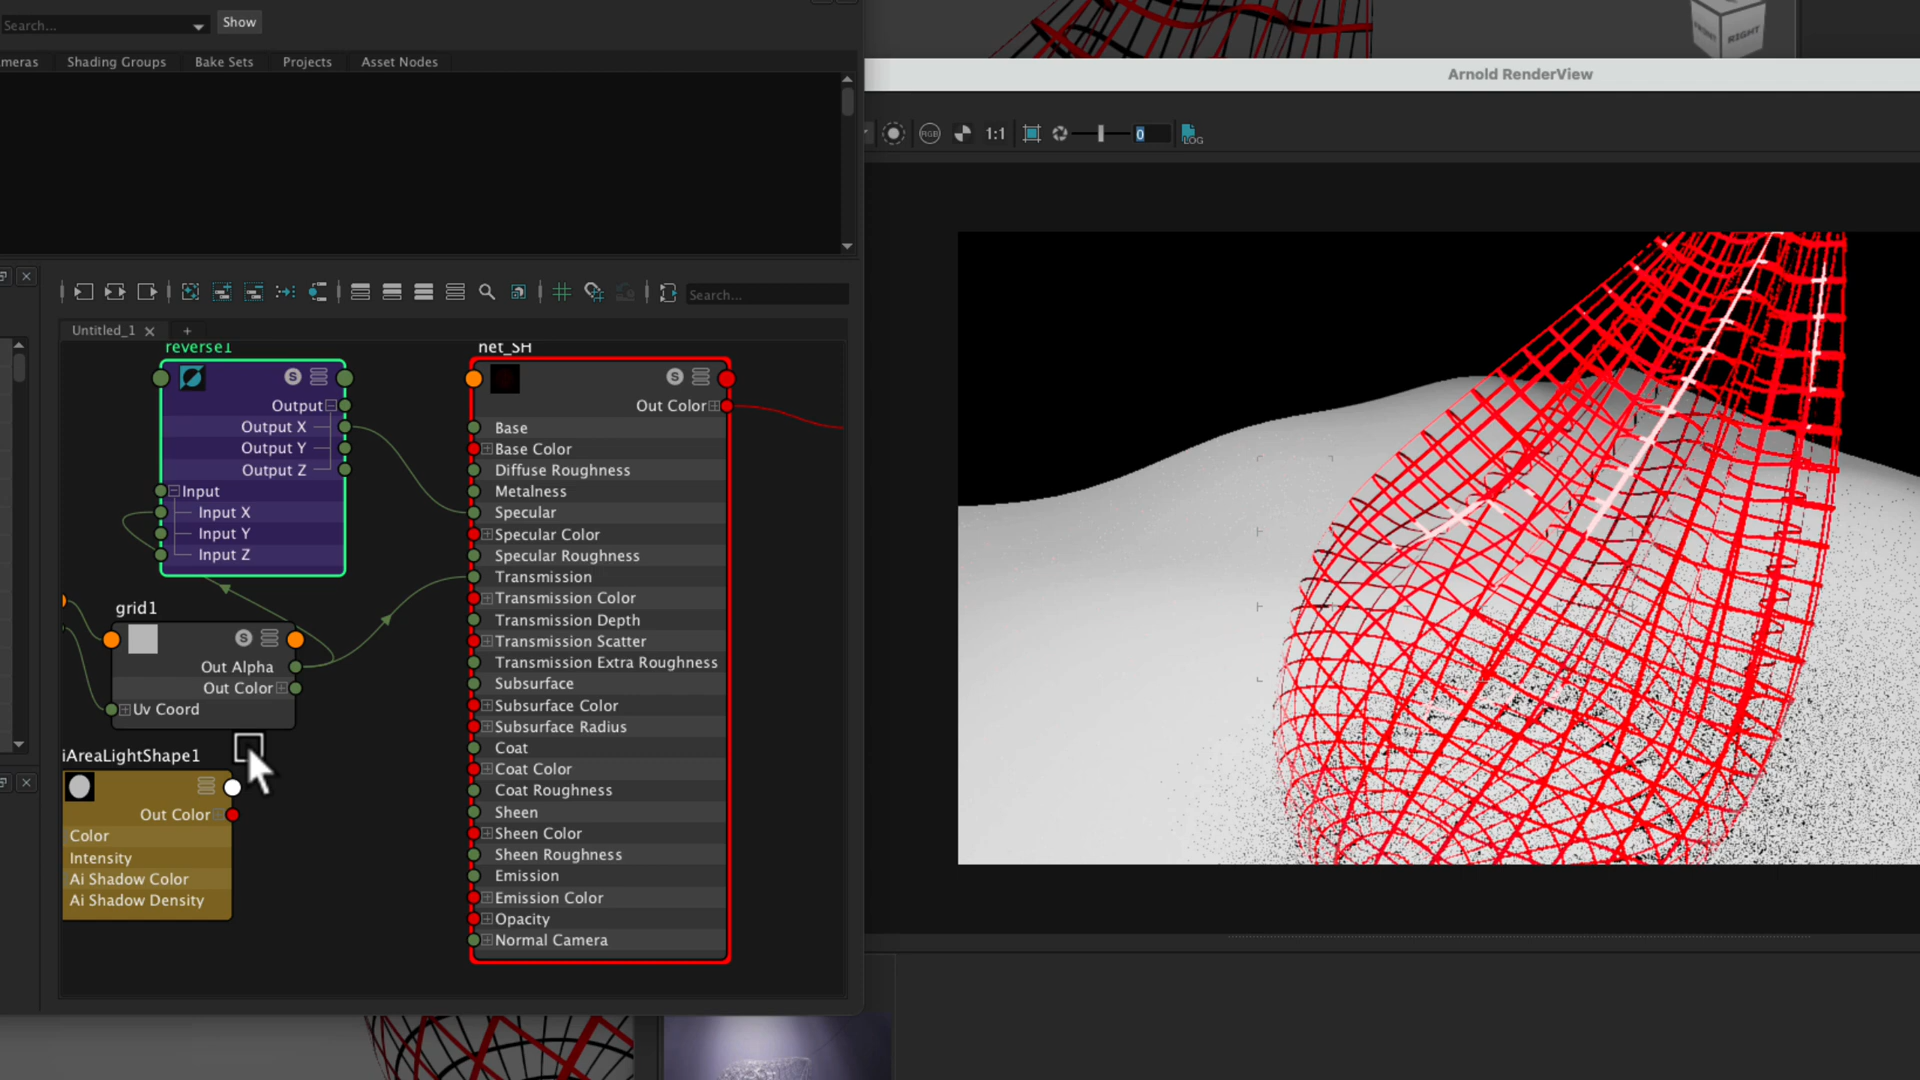 Search...
Show
meras
Shading Groups
Bake Sets
Projects
Asset Nodes
FRONT
RIGHT
Arnold RenderView
RGB
1:1
0
LOG
Search...
Untitled_1
reverse1
S
Output
Output X
Output Y
Output Z
Input
Input X
Input Y
Input Z
grid1
S
Out Alpha
Out Color
Uv Coord
iAreaLightShape1
Out Color
Color
Intensity
Ai Shadow Color
Ai Shadow Density
net_SH
S
Out Color
Base
Base Color
Diffuse Roughness
Metalness
Specular
Specular Color
Specular Roughness
Transmission
Transmission Color
Transmission Depth
Transmission Scatter
Transmission Extra Roughness
Subsurface
Subsurface Color
Subsurface Radius
Coat
Coat Color
Coat Roughness
Sheen
Sheen Color
Sheen Roughness
Emission
Emission Color
Opacity
Normal Camera